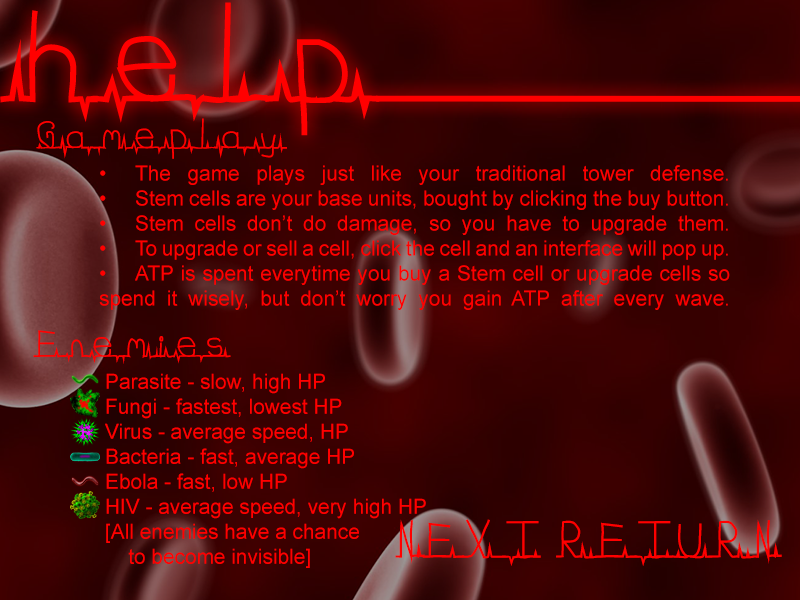 help
Gameplay
• The game plays just like your traditional tower defense.
• Stem cells are your base units, bought by clicking the buy button.
• Stem cells don't do damage, so you have to upgrade them.
• To upgrade or sell a cell, click the cell and an interface will pop up.
• ATP is spent everytime you buy a Stem cell or upgrade cells so
spend it wisely, but don't worry you gain ATP after every wave.
Enemies
Parasite - slow, high HP
Fungi - fastest, lowest HP
Virus - average speed, HP
Bacteria - fast, average HP
Ebola - fast, low HP
HIV - average speed, very high HP
[All enemies have a chance
to become invisible]
NEXT RETURN